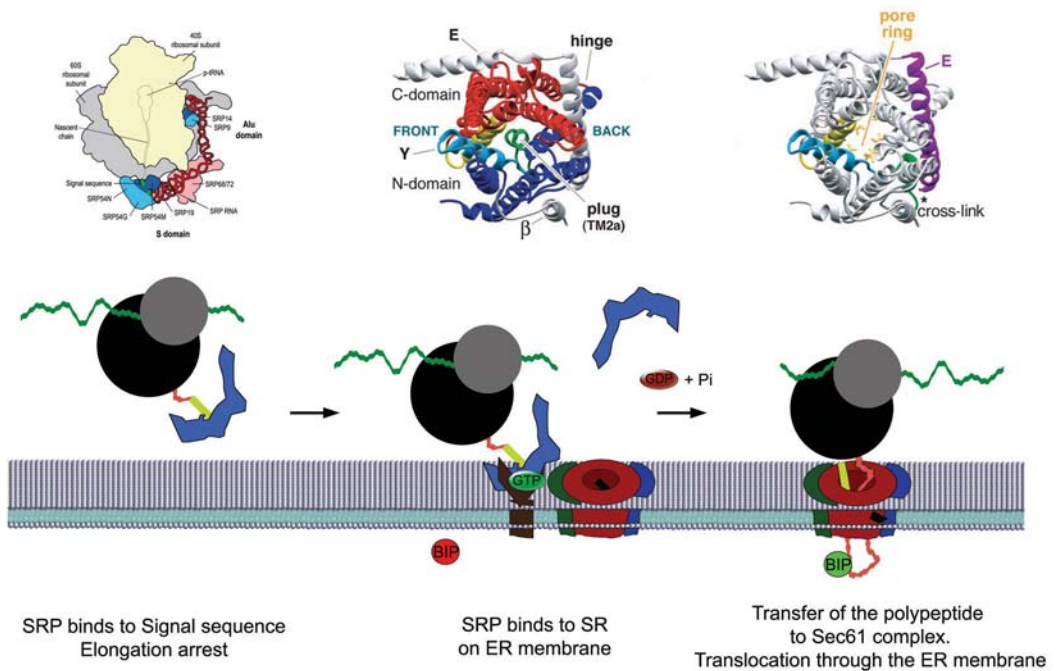 40S
ribosomal subunit
60S
ribosomal
subunit
p-tRNA
Nascent
chain
SRP14
SRP9
Alu
domain
Signal sequence
SRP54N
SRP54G
SRP54M
SRP19
SRP68/72
SRP RNA
S domain
E
hinge
C-domain
FRONT
BACK
Y
N-domain
plug
(TM2a)
β
pore
ring
E
*
cross-link
GDP + Pi
GTP
BIP
BIP
SRP binds to Signal sequence
Elongation arrest
SRP binds to SR
on ER membrane
Transfer of the polypeptide
to Sec61 complex.
Translocation through the ER membrane